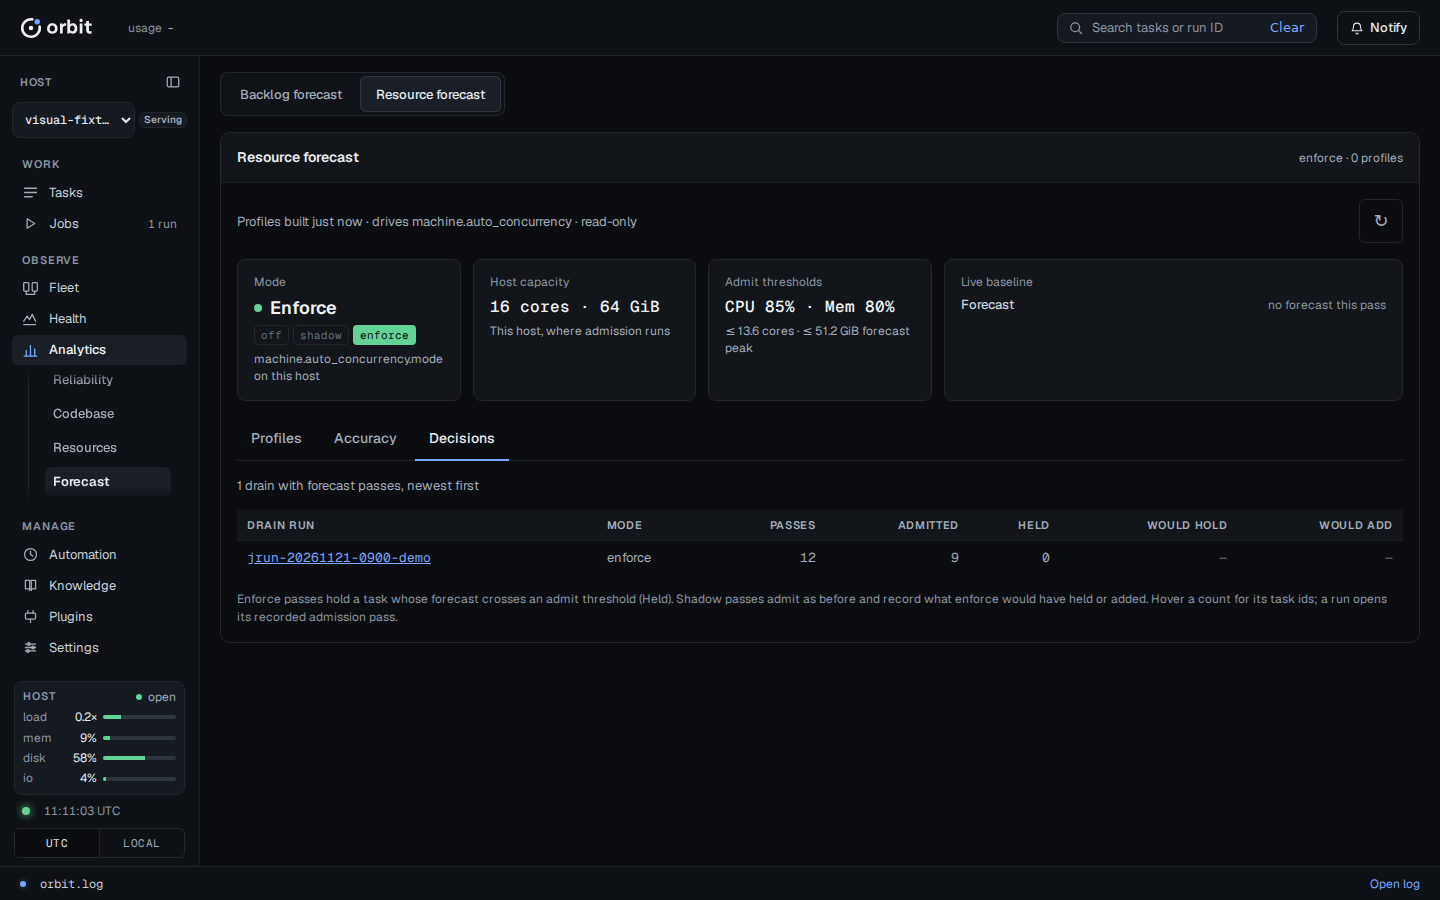 orbit
usage -
Search tasks or run ID
Clear
Notify
HOST
visual-fixt…
Serving
WORK
Tasks
Jobs
1 run
OBSERVE
Fleet
Health
Analytics
Reliability
Codebase
Resources
Forecast
MANAGE
Automation
Knowledge
Plugins
Settings
HOST
open
load 0.2×
mem 9%
disk 58%
io 4%
11:11:03 UTC
UTC
LOCAL
Backlog forecast
Resource forecast
Resource forecast
enforce · 0 profiles
Profiles built just now · drives machine.auto_concurrency · read-only
↻
Mode
Enforce
off shadow enforce
machine.auto_concurrency.mode
on this host
Host capacity
16 cores · 64 GiB
This host, where admission runs
Admit thresholds
CPU 85% · Mem 80%
≤ 13.6 cores · ≤ 51.2 GiB forecast
peak
Live baseline
Forecast
no forecast this pass
Profiles
Accuracy
Decisions
1 drain with forecast passes, newest first
DRAIN RUN MODE PASSES ADMITTED HELD WOULD HOLD WOULD ADD
jrun-20261121-0900-demo enforce 12 9 0 – –
Enforce passes hold a task whose forecast crosses an admit threshold (Held). Shadow passes admit as before and record what enforce would have held or added. Hover a count for its task ids; a run opens
its recorded admission pass.
orbit.log
Open log